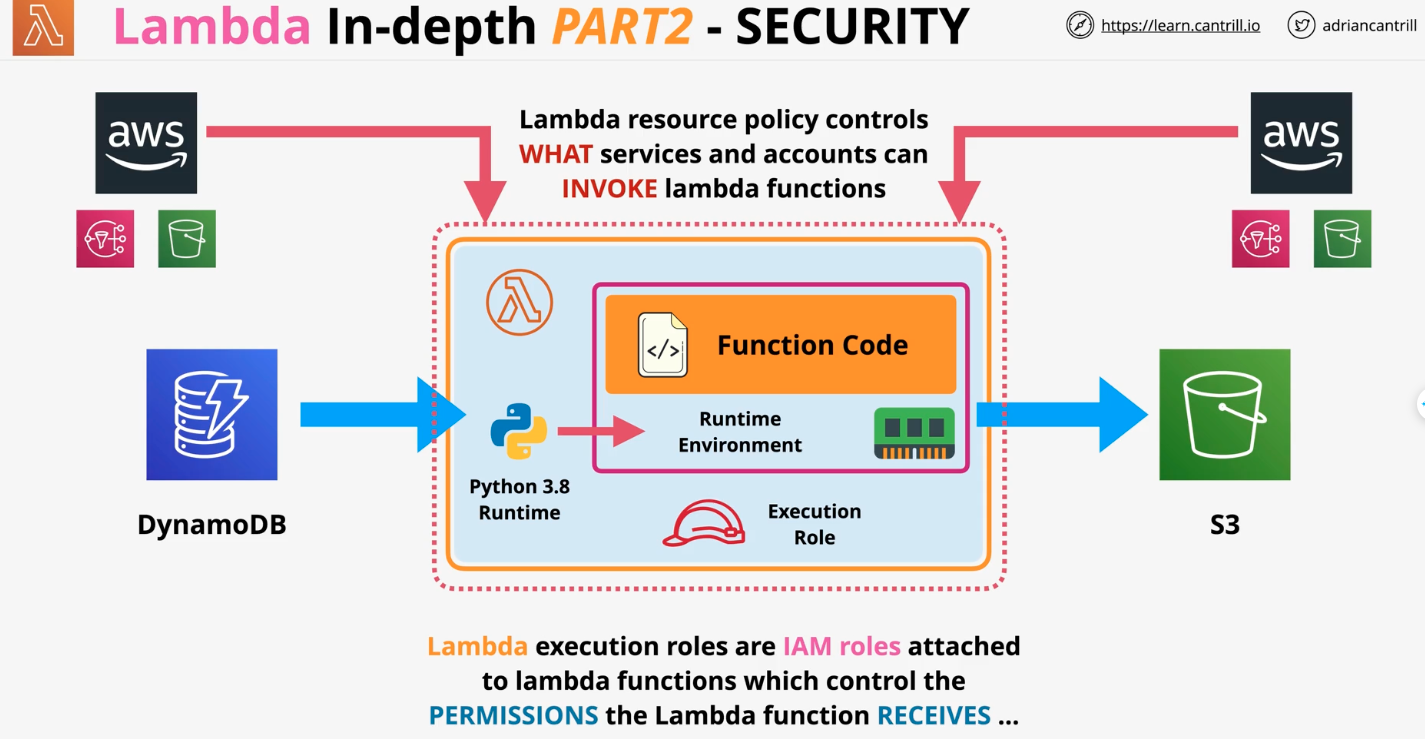 Lambda In-depth PART2 - SECURITY
https://learn.cantrill.io
adriancantrill
aws
Lambda resource policy controls
WHAT services and accounts can
INVOKE lambda functions
aws
</>
Function Code
Runtime
Environment
Python 3.8
Runtime
Execution
Role
DynamoDB
S3
Lambda execution roles are IAM roles attached
to lambda functions which control the
PERMISSIONS the Lambda function RECEIVES ...